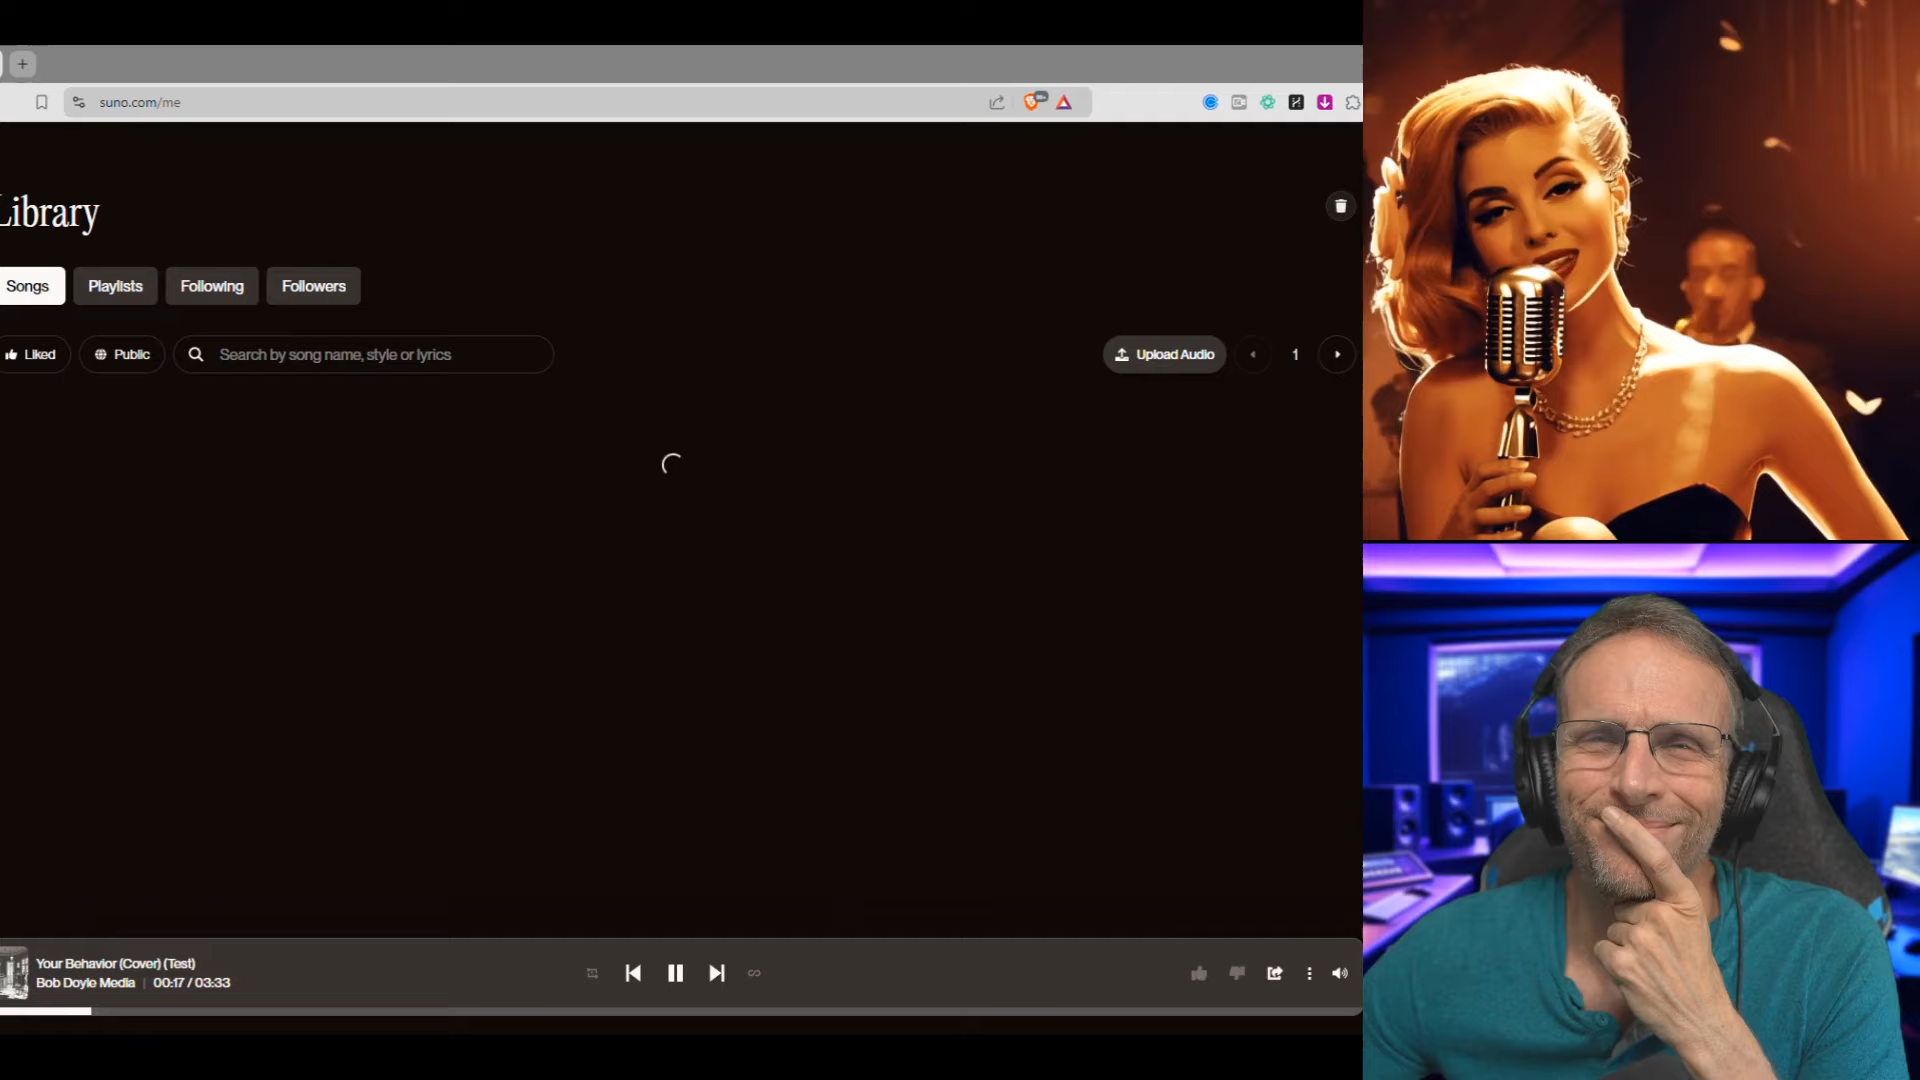 suno.com/me
Library
Songs Playlists Following Followers
Liked Public Search by song name, style or lyrics Upload Audio 1
Your Behavior (Cover) (Test)
Bob Doyle Media | 00:17 / 03:33